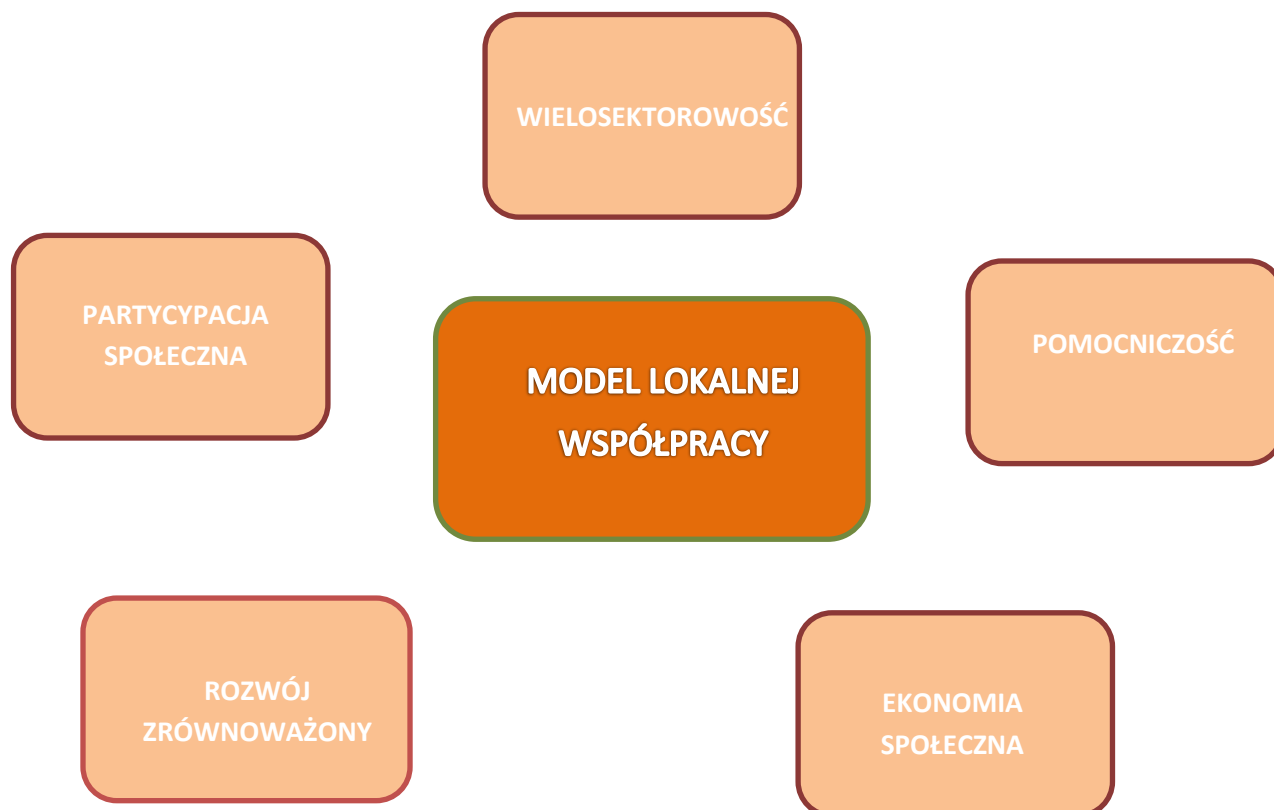 WIELOSEKTOROWOŚĆ
PARTYCYPACJA
SPOŁECZNA
POMOCNICZOŚĆ
MODEL LOKALNEJ
WSPÓŁPRACY
ROZWÓJ
ZRÓWNOWAŻONY
EKONOMIA
SPOŁECZNA